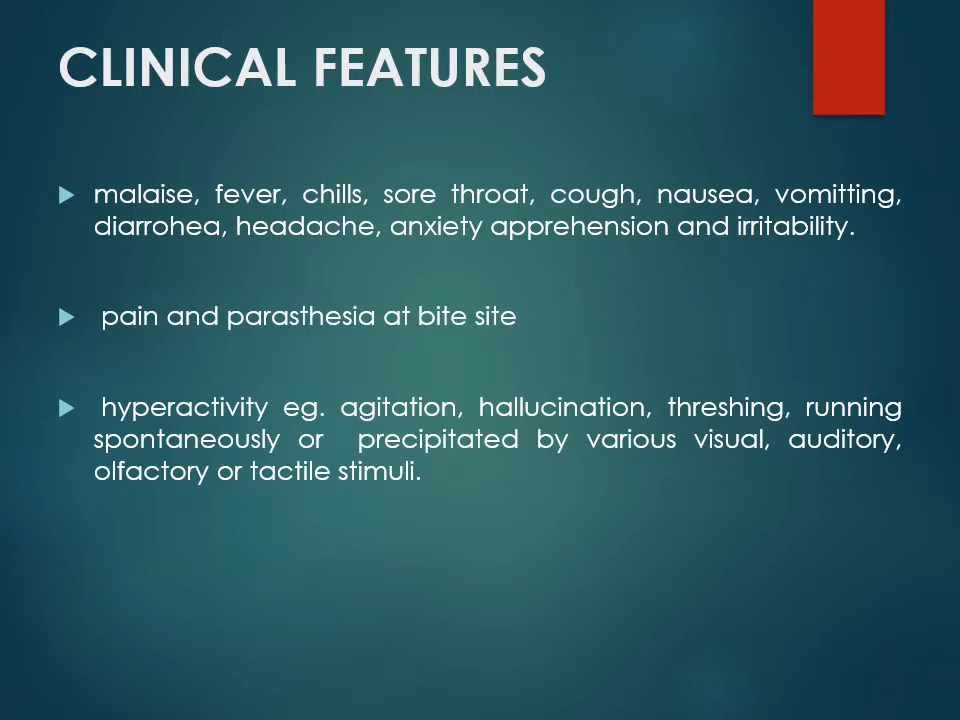 CLINICAL FEATURES
malaise, fever, chills, sore throat, cough, nausea, vomitting,
diarrohea, headache, anxiety apprehension and irritability.
pain and parasthesia at bite site
hyperactivity eg. agitation, hallucination, threshing, running
spontaneously or precipitated by various visual, auditory,
olfactory or tactile stimuli.